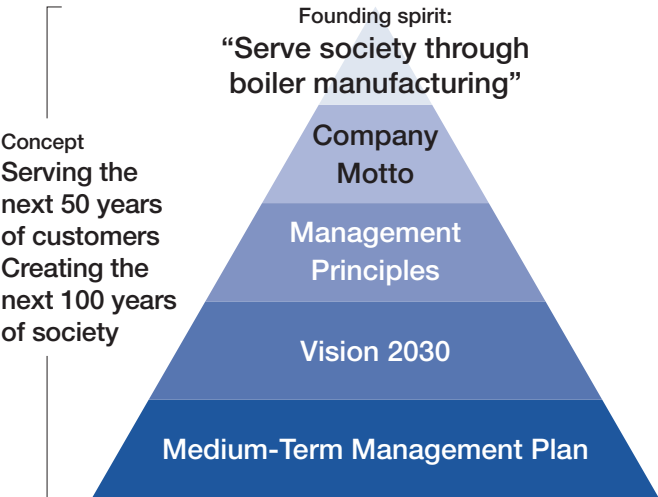 Founding spirit:
“Serve society through
boiler manufacturing”
Concept
Serving the
next 50 years
of customers
Creating the
next 100 years
of society
Company
Motto
Management
Principles
Vision 2030
Medium-Term Management Plan